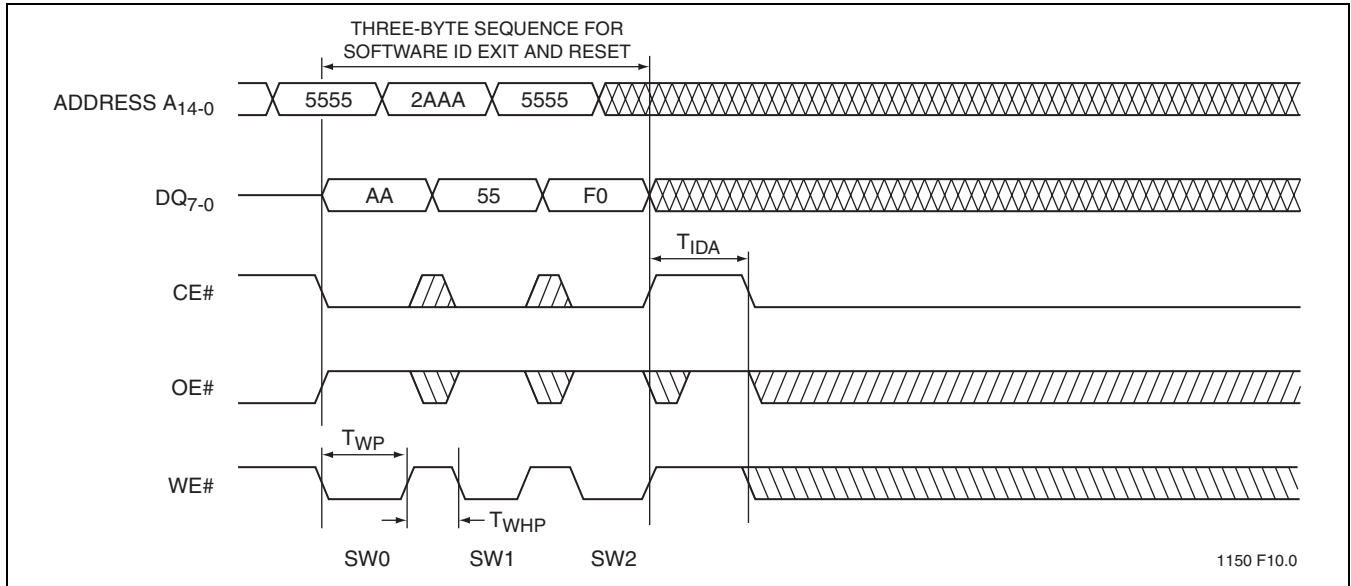 THREE-BYTE SEQUENCE FOR
SOFTWARE ID EXIT AND RESET
ADDRESS A14-0
5555 2AAA 5555
DQ7-0
AA 55 F0
TIDA
CE#
OE#
TWP
WE#
TWHP
SW0 SW1 SW2
1150 F10.0